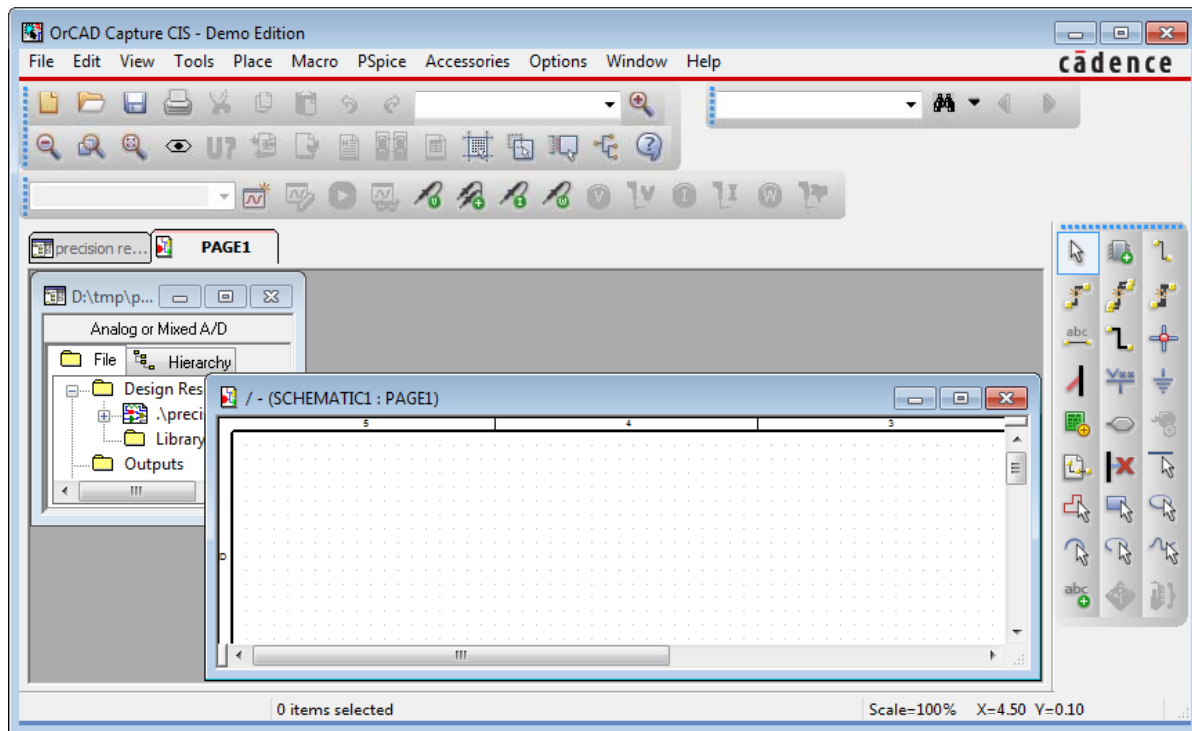 OrCAD Capture CIS - Demo Edition
File Edit View Tools Place Macro PSpice Accessories Options Window Help
cādence
U?
V V I I W
precision re... PAGE1
D:\tmp\p...
Analog or Mixed A/D
File Hierarchy
Design Res
.\preci
Library
Outputs
/ - (SCHEMATIC1 : PAGE1)
5 4 3
D
abc
abc
0 items selected Scale=100% X=4.50 Y=0.10